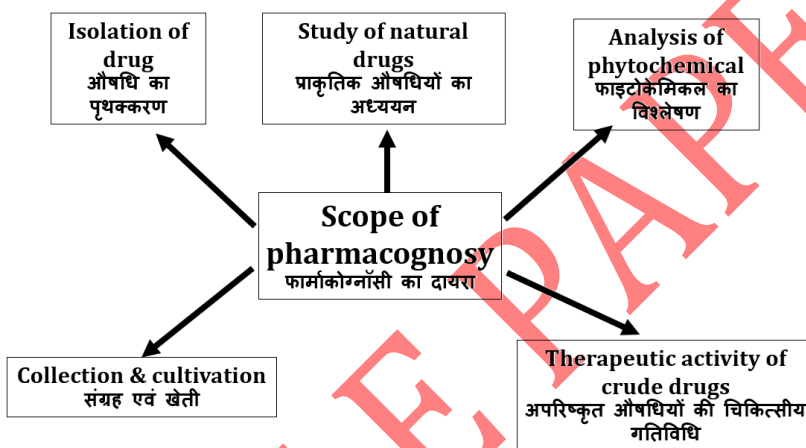 Isolation of
drug
औषधि का
पृथक्करण
Study of natural
drugs
प्राकृतिक औषधियों का
अध्ययन
Analysis of
phytochemical
फाइटोकेमिकल का
विश्लेषण
Scope of
pharmacognosy
फार्माकोग्नॉसी का दायरा
Collection & cultivation
संग्रह एवं खेती
Therapeutic activity of
crude drugs
अपरिष्कृत औषधियों की चिकित्सीय
गतिविधि
E PAPE